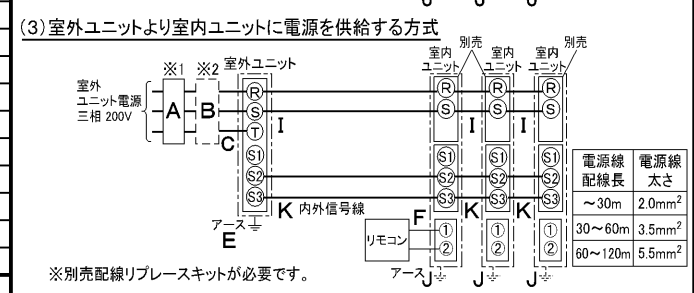 (3)室外ユニットより室内ユニットに電源を供給する方式
※1 ※2 室外ユニット
室内ユニット 別売 室内ユニット 室内ユニット 別売
室外
ユニット電源
三相 200V
A B C
R S T S1 S2 S3
I I I
R S S1 S2 S3 ① ②
R S S1 S2 S3 ① ②
R S S1 S2 S3 ① ②
K 内外信号線 F K K
アース
E
リモコン
アース J J J
※別売配線リプレースキットが必要です。
電源線配線長 電源線太さ
～30m 2.0mm²
30～60m 3.5mm²
60～120m 5.5mm²